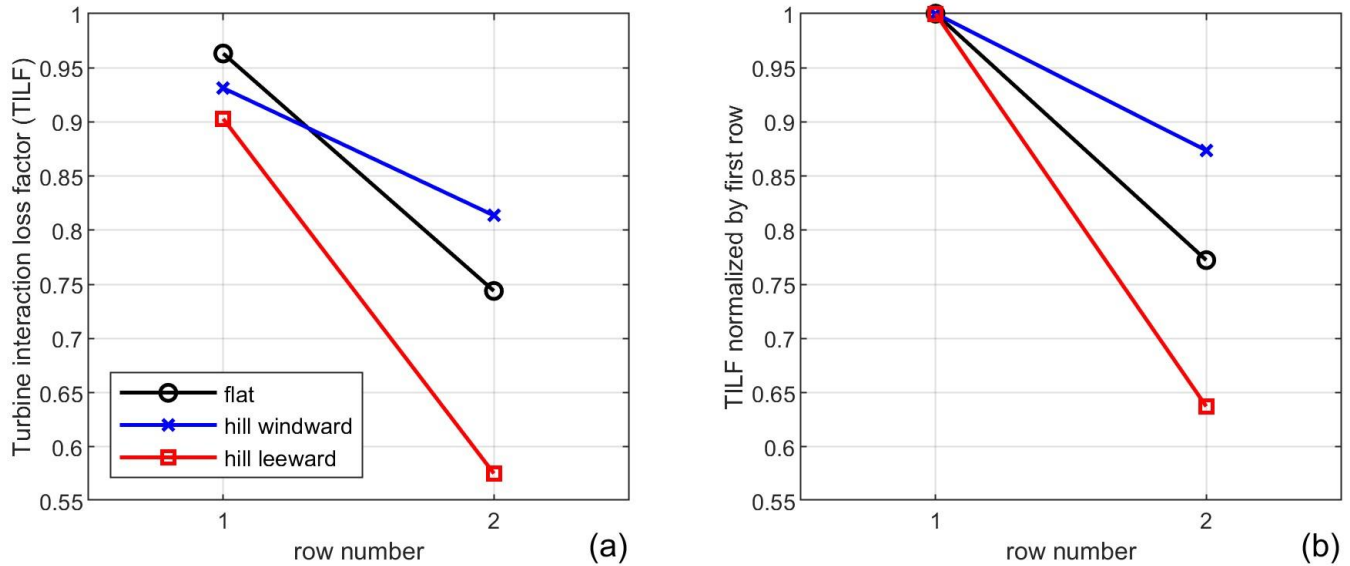 Turbine interaction loss factor (TILF)
1
0.95
0.9
0.85
0.8
0.75
0.7
0.65
0.6
0.55
flat
hill windward
hill leeward
1
2
row number
(a)
TILF normalized by first row
1
0.95
0.9
0.85
0.8
0.75
0.7
0.65
0.6
0.55
1
2
row number
(b)